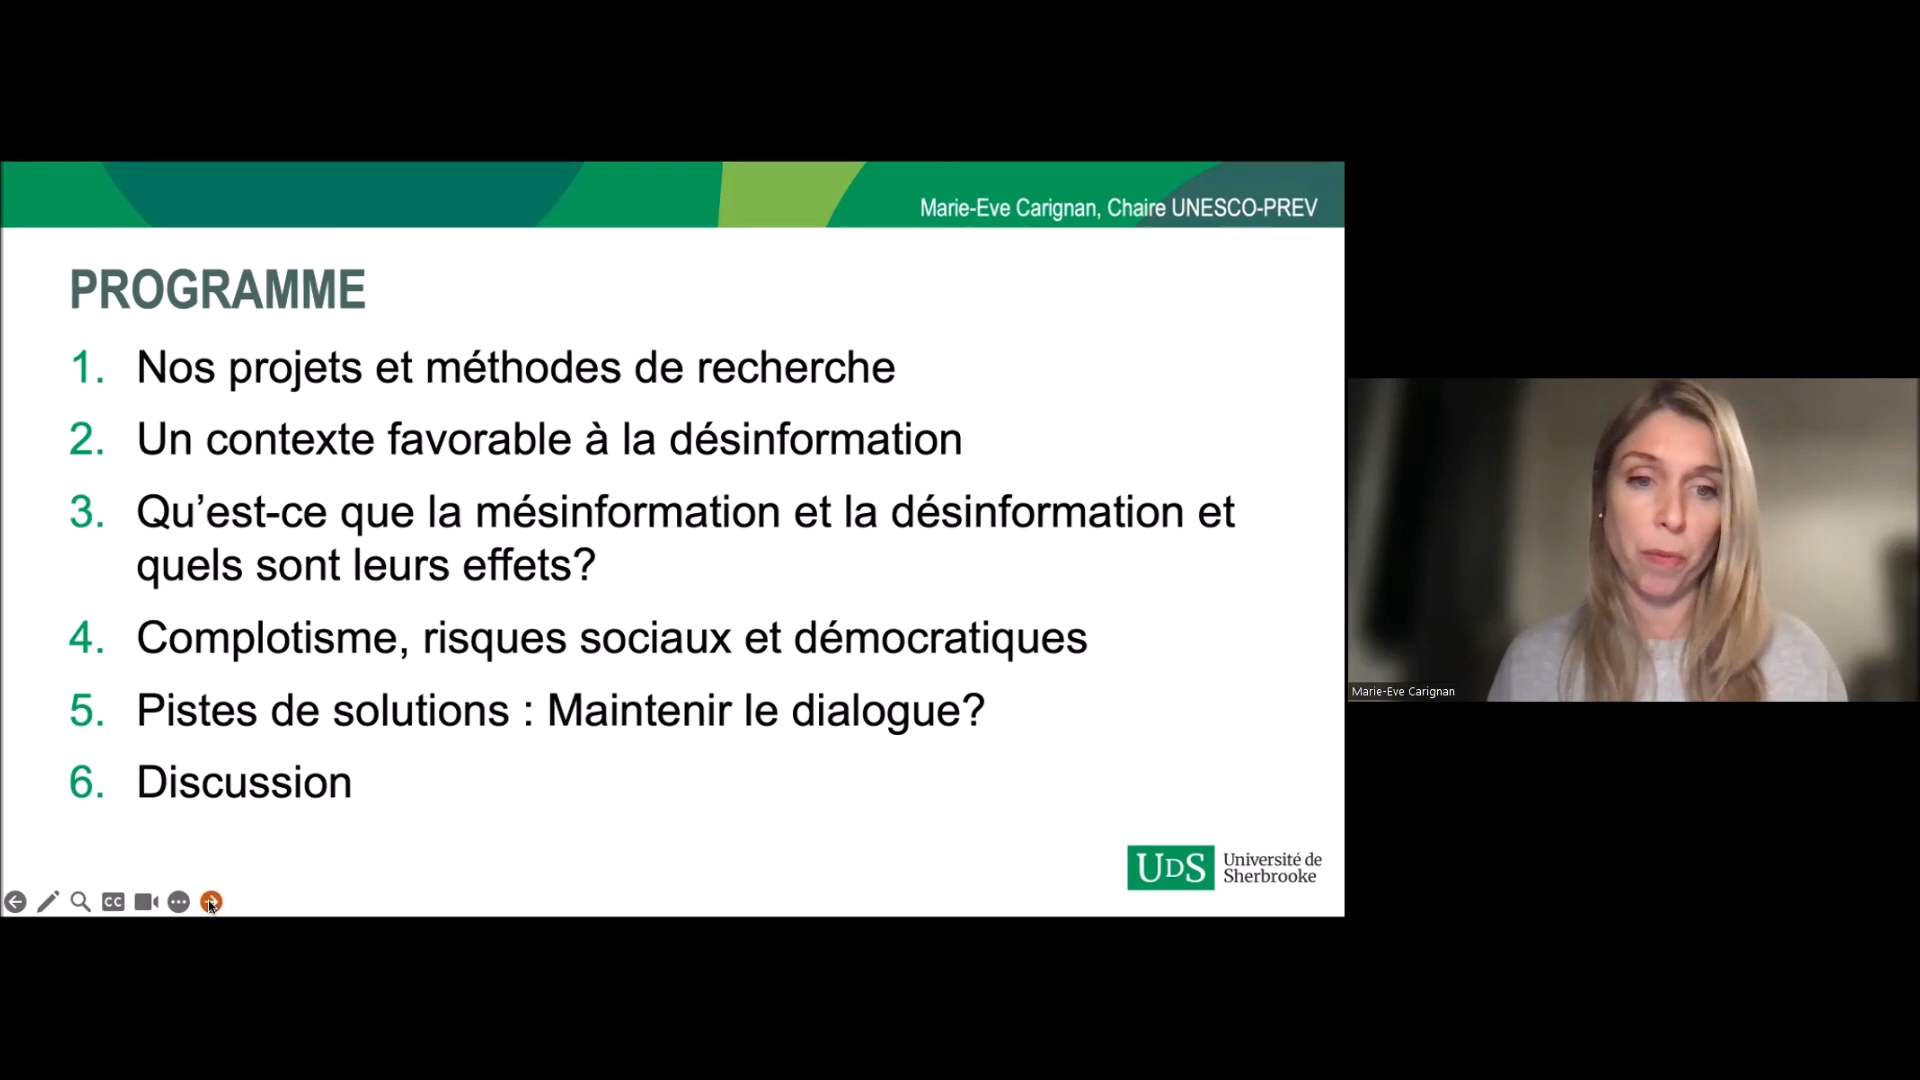 Marie-Eve Carignan, Chaire UNESCO-PREV
PROGRAMME
1. Nos projets et méthodes de recherche
2. Un contexte favorable à la désinformation
3. Qu’est-ce que la mésinformation et la désinformation et
quels sont leurs effets?
4. Complotisme, risques sociaux et démocratiques
5. Pistes de solutions : Maintenir le dialogue?
6. Discussion
UDS Université de
Sherbrooke
CC
Marie-Eve Carignan